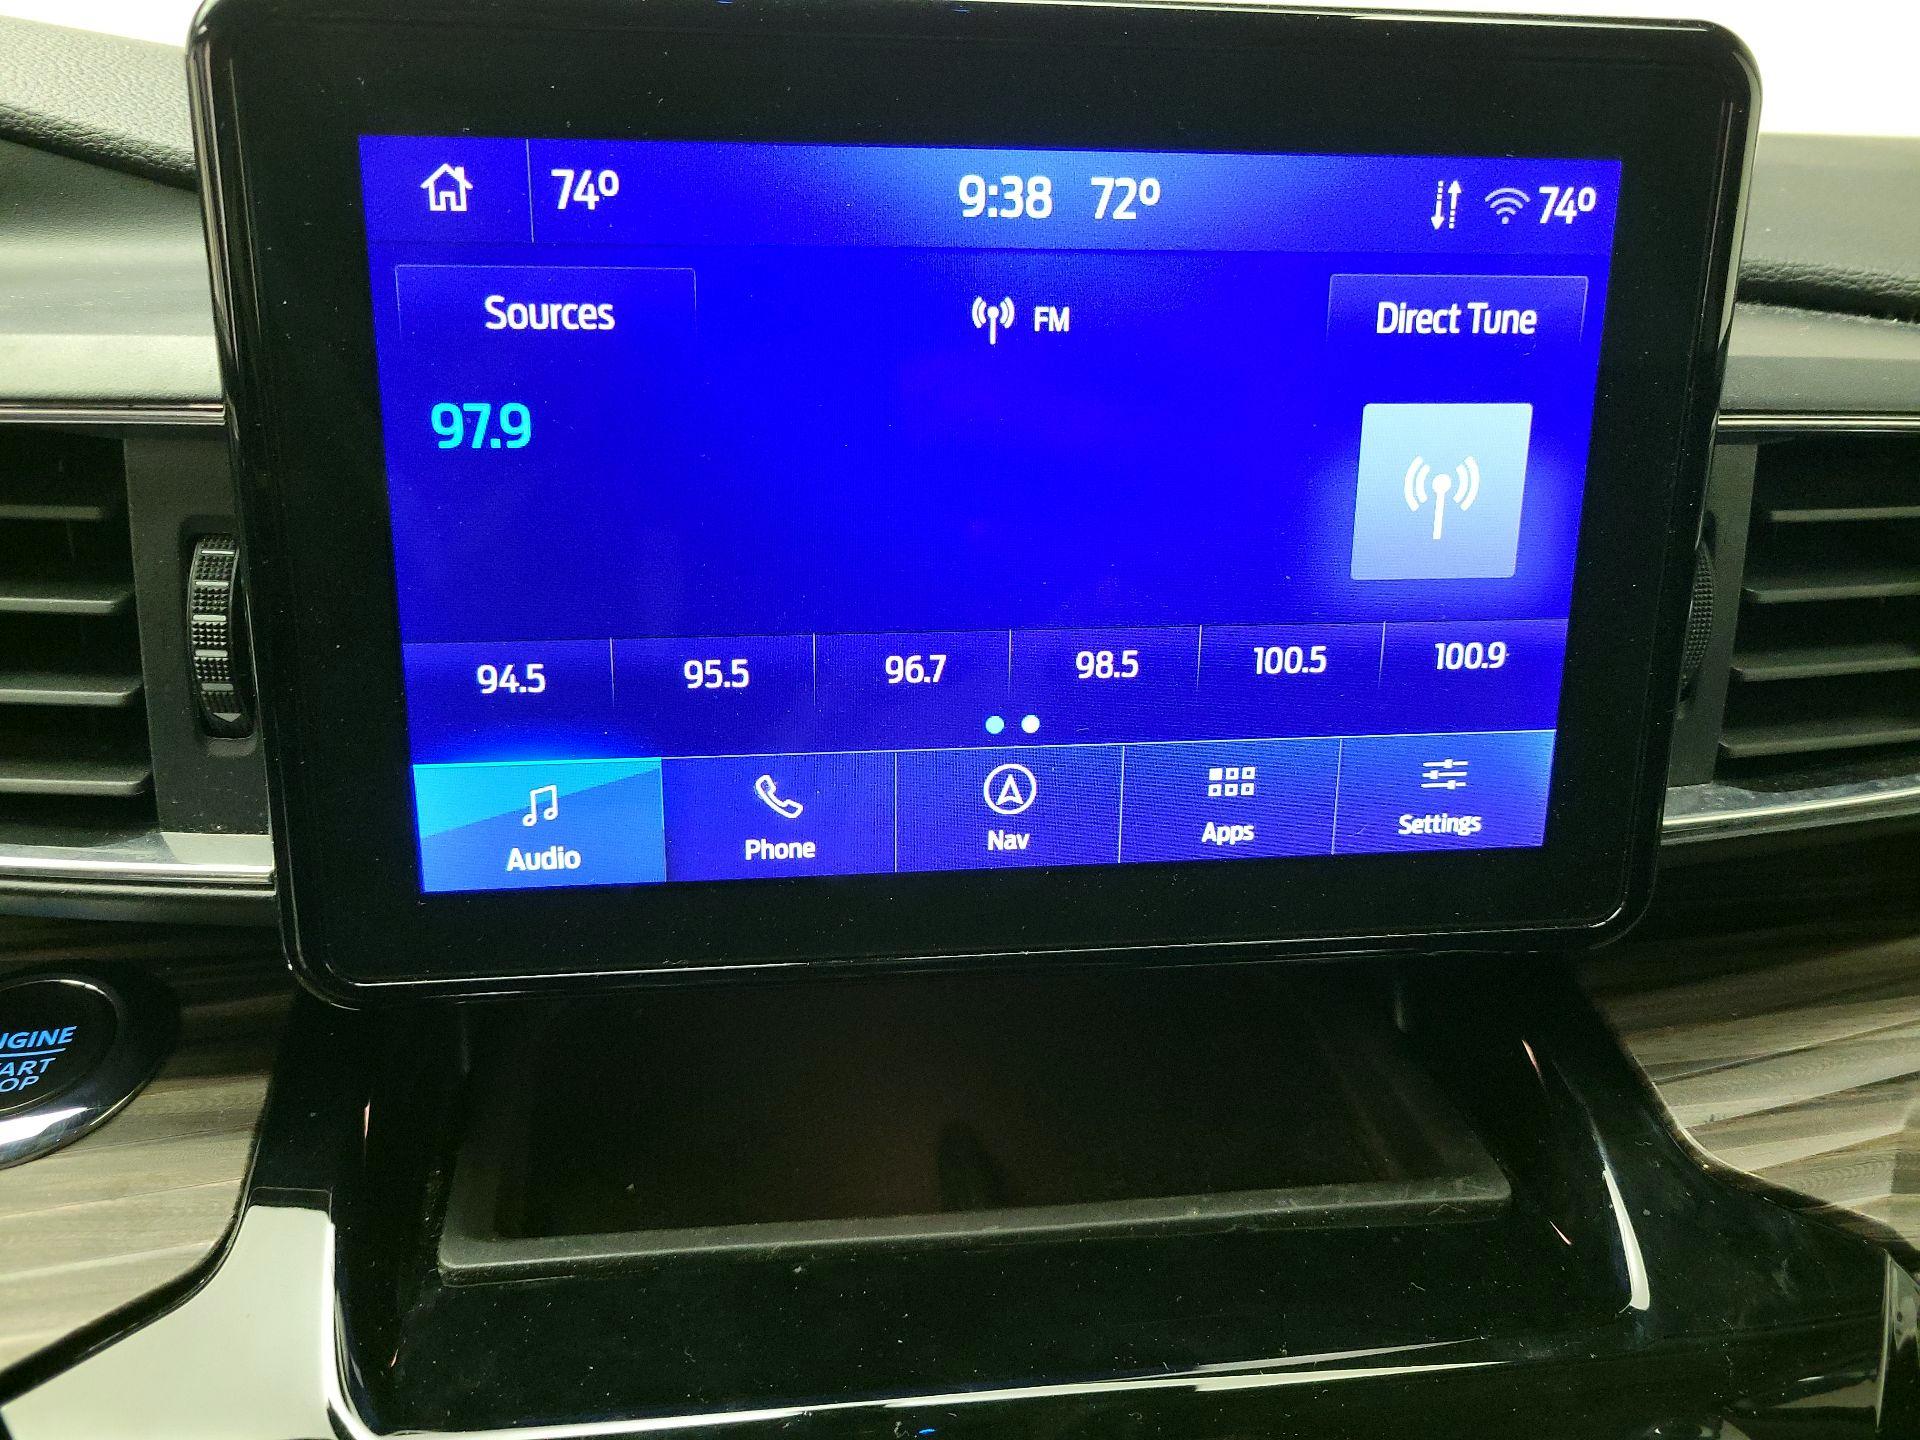 74° 9:38 72° 74°
Sources FM Direct Tune
97.9
94.5 95.5 96.7 98.5 100.5 100.9
Audio Phone Nav Apps Settings